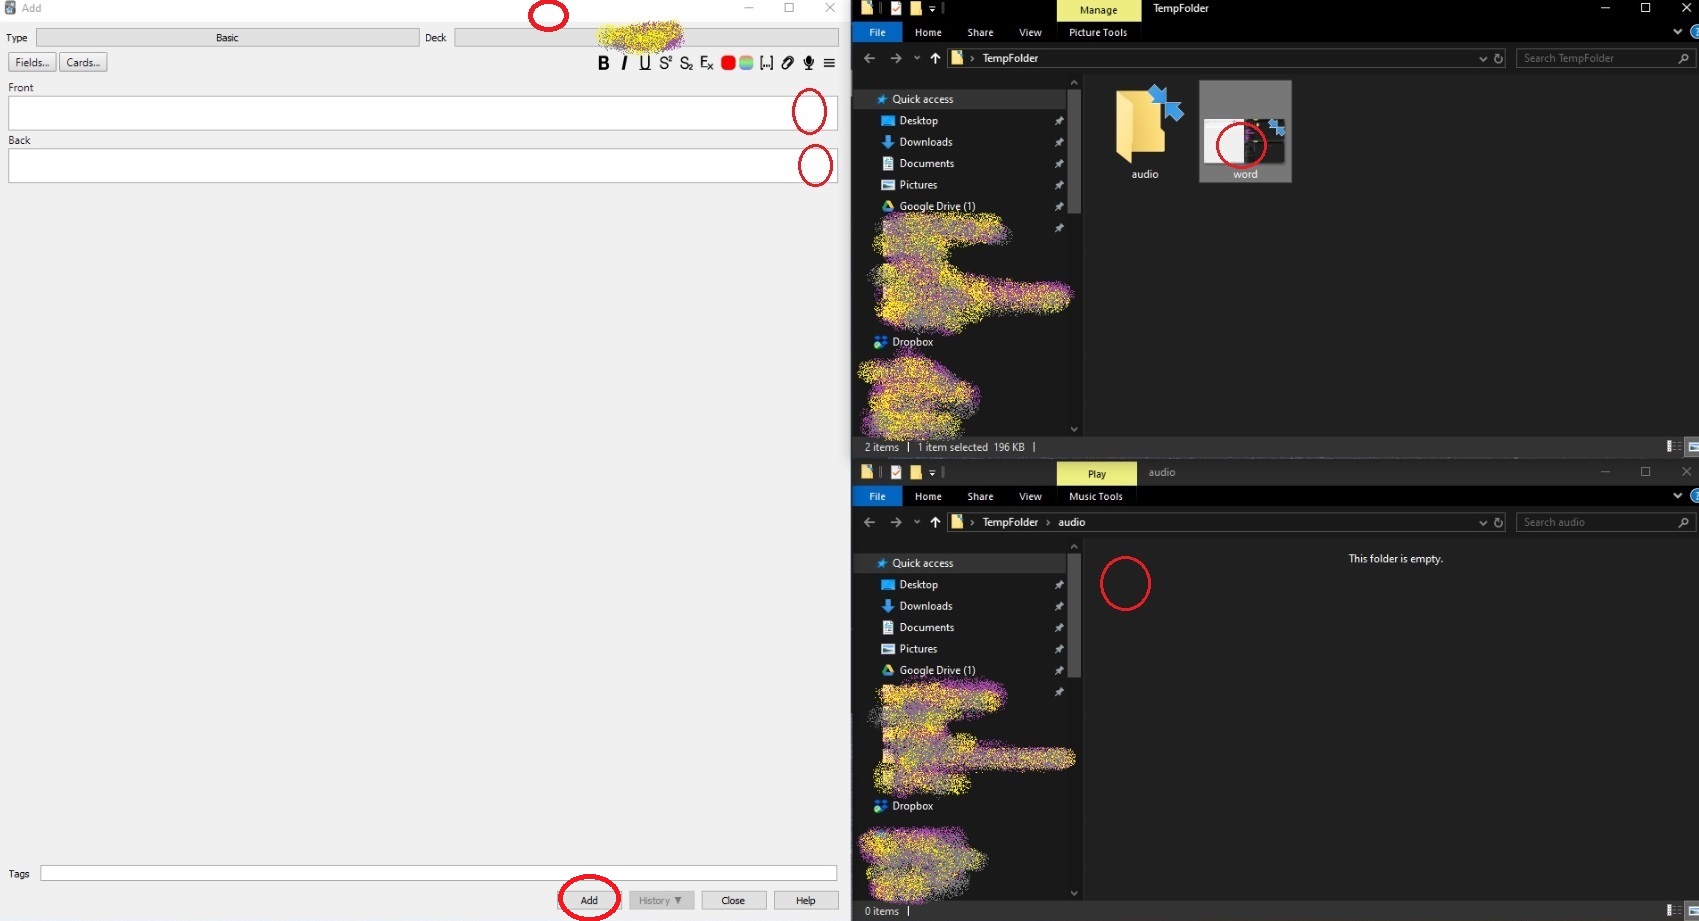 Add
Type Basic Deck
Fields... Cards... B I U S² S₂ Eₓ [...]
Front
Back
Tags
Add History ▼ Close Help
Manage TempFolder
File Home Share View Picture Tools
TempFolder Search TempFolder
Quick access
Desktop
Downloads
Documents
Pictures
Google Drive (1)
Dropbox
audio word
2 items 1 item selected 196 KB
Play audio
File Home Share View Music Tools
TempFolder › audio Search audio
Quick access
Desktop
Downloads
Documents
Pictures
Google Drive (1)
Dropbox
This folder is empty.
0 items